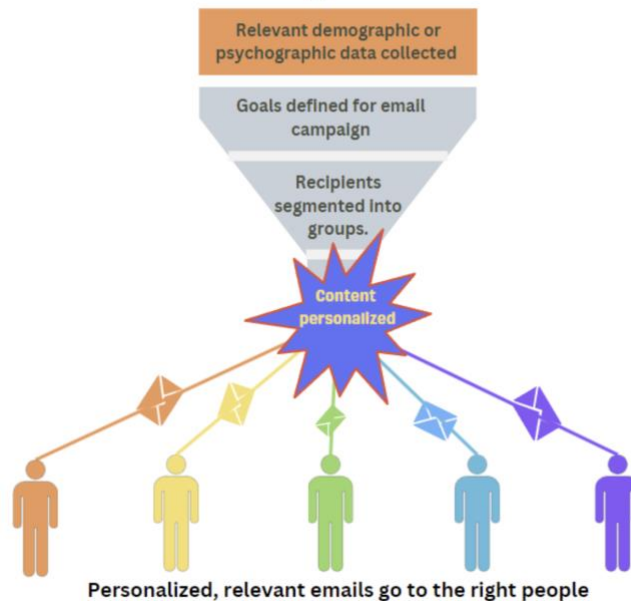 Relevant demographic or
psychographic data collected
Goals defined for email
campaign
Recipients
segmented into
groups.
Content
personalized
Personalized, relevant emails go to the right people